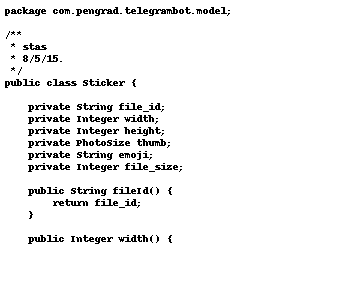 package com.pengrad.telegrambot.model;

/**
 * stas
 * 8/5/15.
 */
public class Sticker {

    private String file_id;
    private Integer width;
    private Integer height;
    private PhotoSize thumb;
    private String emoji;
    private Integer file_size;

    public String fileId() {
        return file_id;
    }

    public Integer width() {